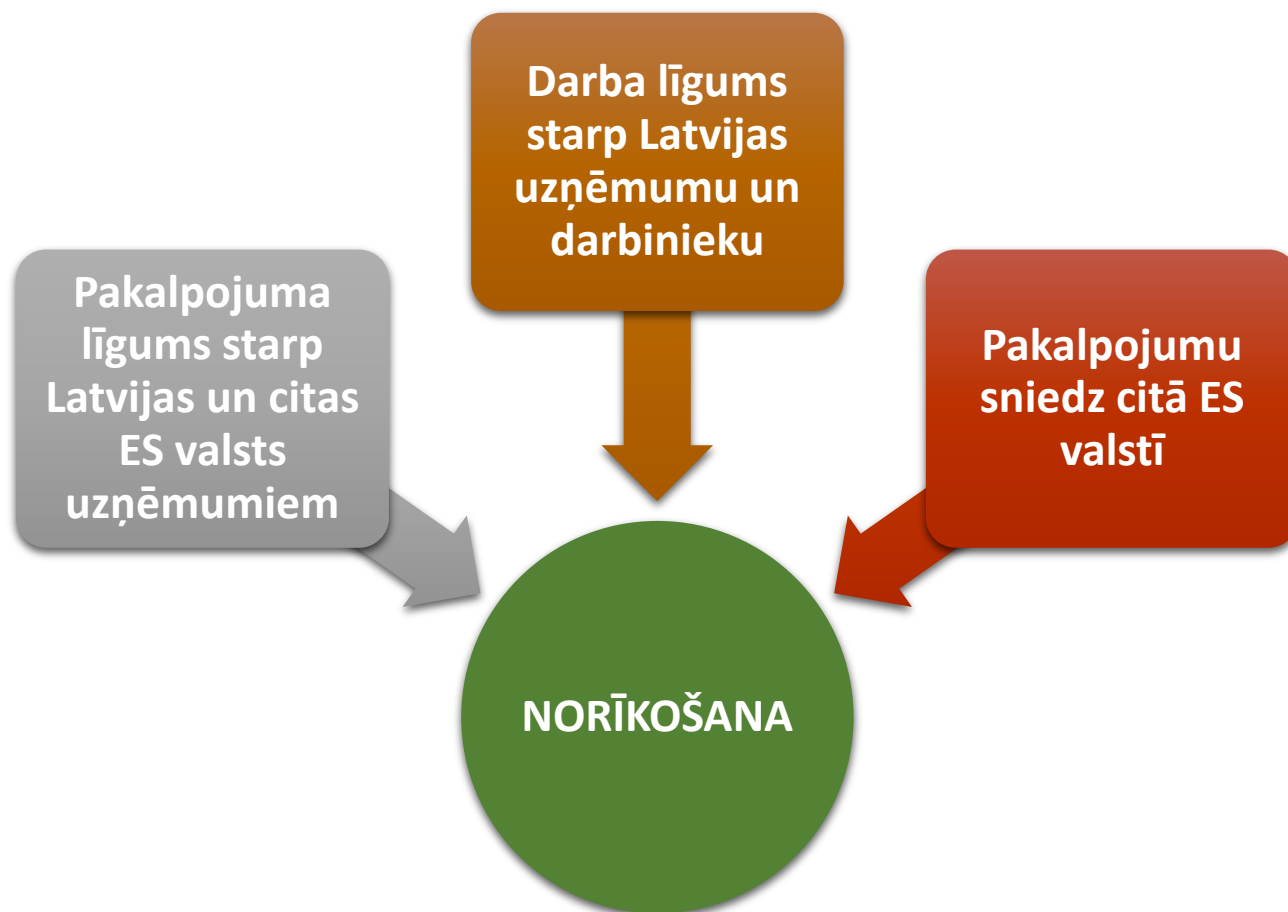 Pakalpojuma
līgums starp
Latvijas un citas
ES valsts
uzņēmumiem
Darba līgums
starp Latvijas
uzņēmumu un
darbinieku
Pakalpojumu
sniedz citā ES
valstī
NORĪKOŠANA